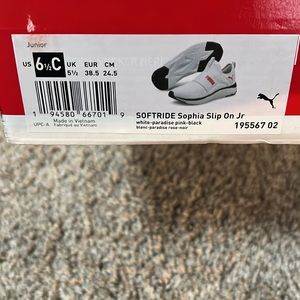 Junior
US 6½C UK EUR CM
5½ 38.5 24.5
1 94580 66701 9
UPC-A Made in Vietnam
Fabriqué au Vietnam
SOFTRIDE Sophia Slip On Jr
white-paradise pink-black
blanc-paradise rose-noir
195567 02
PUMA